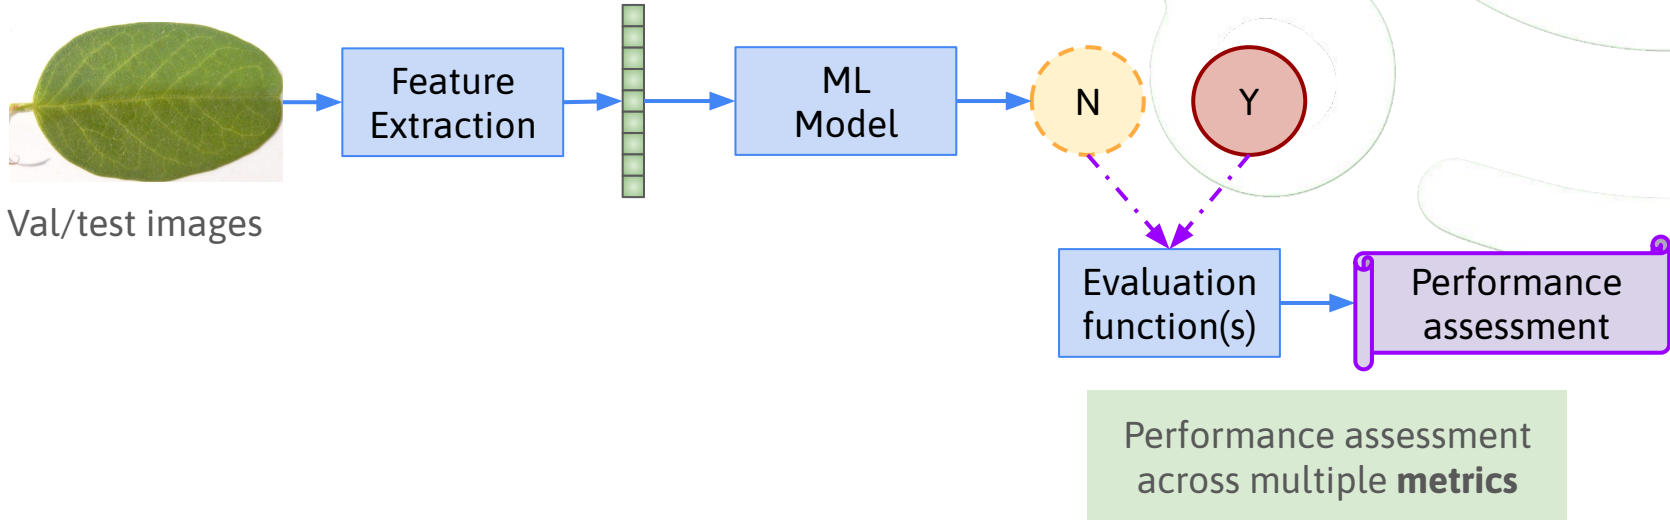 Val/test images
Feature
Extraction
ML
Model
N
Y
Evaluation
function(s)
Performance
assessment
Performance assessment
across multiple metrics